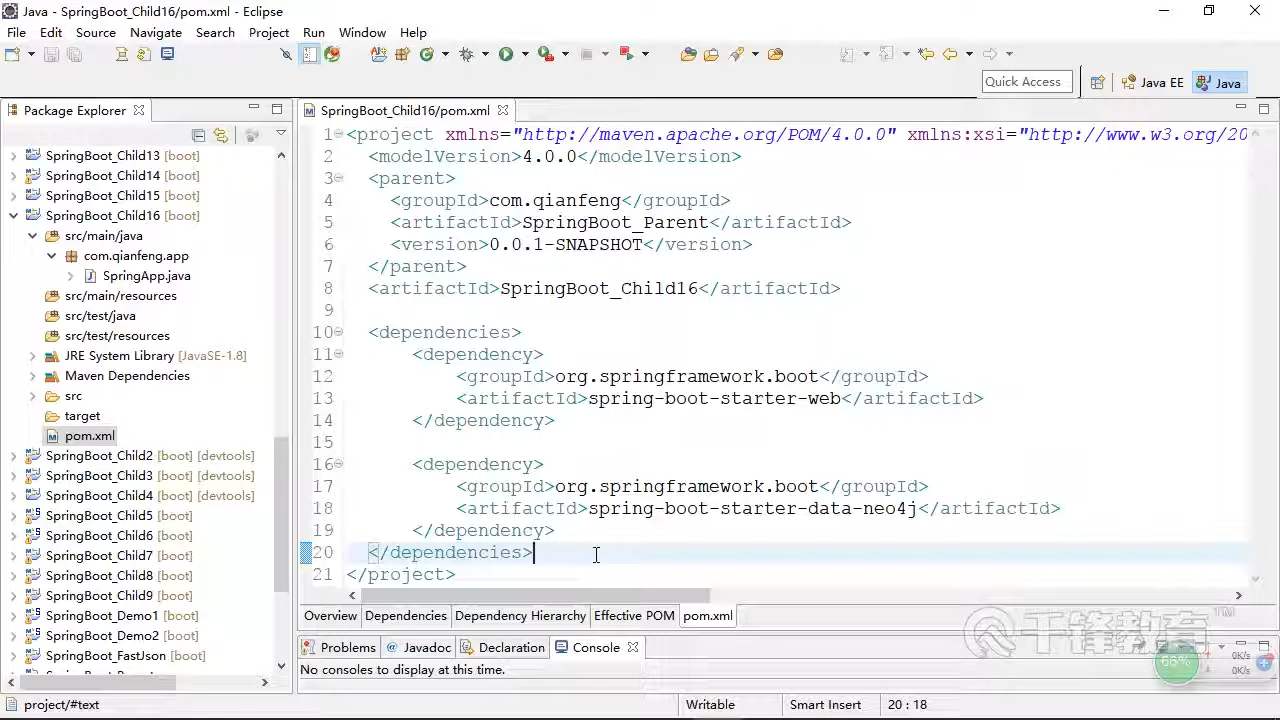 Java - SpringBoot_Child16/pom.xml - Eclipse
File Edit Source Navigate Search Project Run Window Help
Quick Access
Java EE
Java
Package Explorer
SpringBoot_Child13 [boot]
SpringBoot_Child14 [boot]
SpringBoot_Child15 [boot]
SpringBoot_Child16 [boot]
src/main/java
com.qianfeng.app
SpringApp.java
src/main/resources
src/test/java
src/test/resources
JRE System Library [JavaSE-1.8]
Maven Dependencies
src
target
pom.xml
SpringBoot_Child2 [boot] [devtools]
SpringBoot_Child3 [boot] [devtools]
SpringBoot_Child4 [boot] [devtools]
SpringBoot_Child5 [boot]
SpringBoot_Child6 [boot]
SpringBoot_Child7 [boot]
SpringBoot_Child8 [boot]
SpringBoot_Child9 [boot]
SpringBoot_Demo1 [boot]
SpringBoot_Demo2 [boot]
SpringBoot_FastJson [boot]
SpringBoot_Child16/pom.xml
1 <project xmlns="http://maven.apache.org/POM/4.0.0" xmlns:xsi="http://www.w3.org/20
2 <modelVersion>4.0.0</modelVersion>
3 <parent>
4 <groupId>com.qianfeng</groupId>
5 <artifactId>SpringBoot_Parent</artifactId>
6 <version>0.0.1-SNAPSHOT</version>
7 </parent>
8 <artifactId>SpringBoot_Child16</artifactId>
9
10 <dependencies>
11 <dependency>
12 <groupId>org.springframework.boot</groupId>
13 <artifactId>spring-boot-starter-web</artifactId>
14 </dependency>
15
16 <dependency>
17 <groupId>org.springframework.boot</groupId>
18 <artifactId>spring-boot-starter-data-neo4j</artifactId>
19 </dependency>
20 </dependencies>
21 </project>
Overview Dependencies Dependency Hierarchy Effective POM pom.xml
千锋教育 TM
Problems Javadoc Declaration Console
No consoles to display at this time.
66%
0K/s
0K/s
project/#text
Writable
Smart Insert
20 : 18